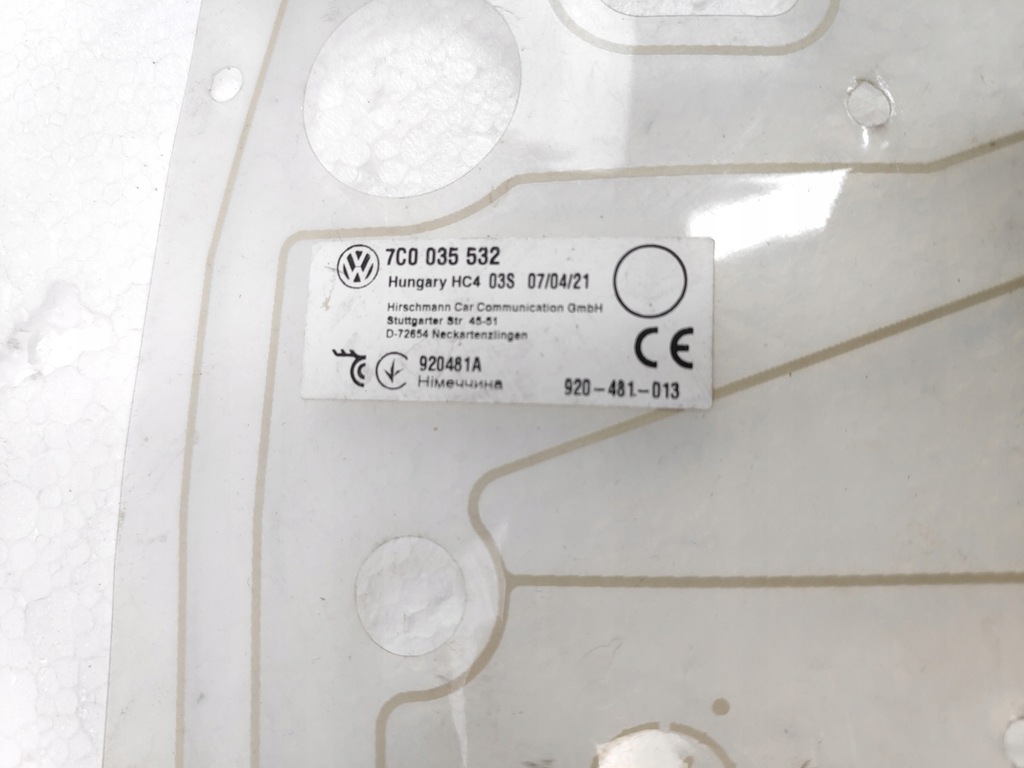 7C0 035 532
Hungary HC4 03S 07/04/21
Hirschmann Car Communication GmbH
Stuttgarter Str. 45-51
D-72654 Neckartenzlingen
920481A
Німеччина
920-481-013